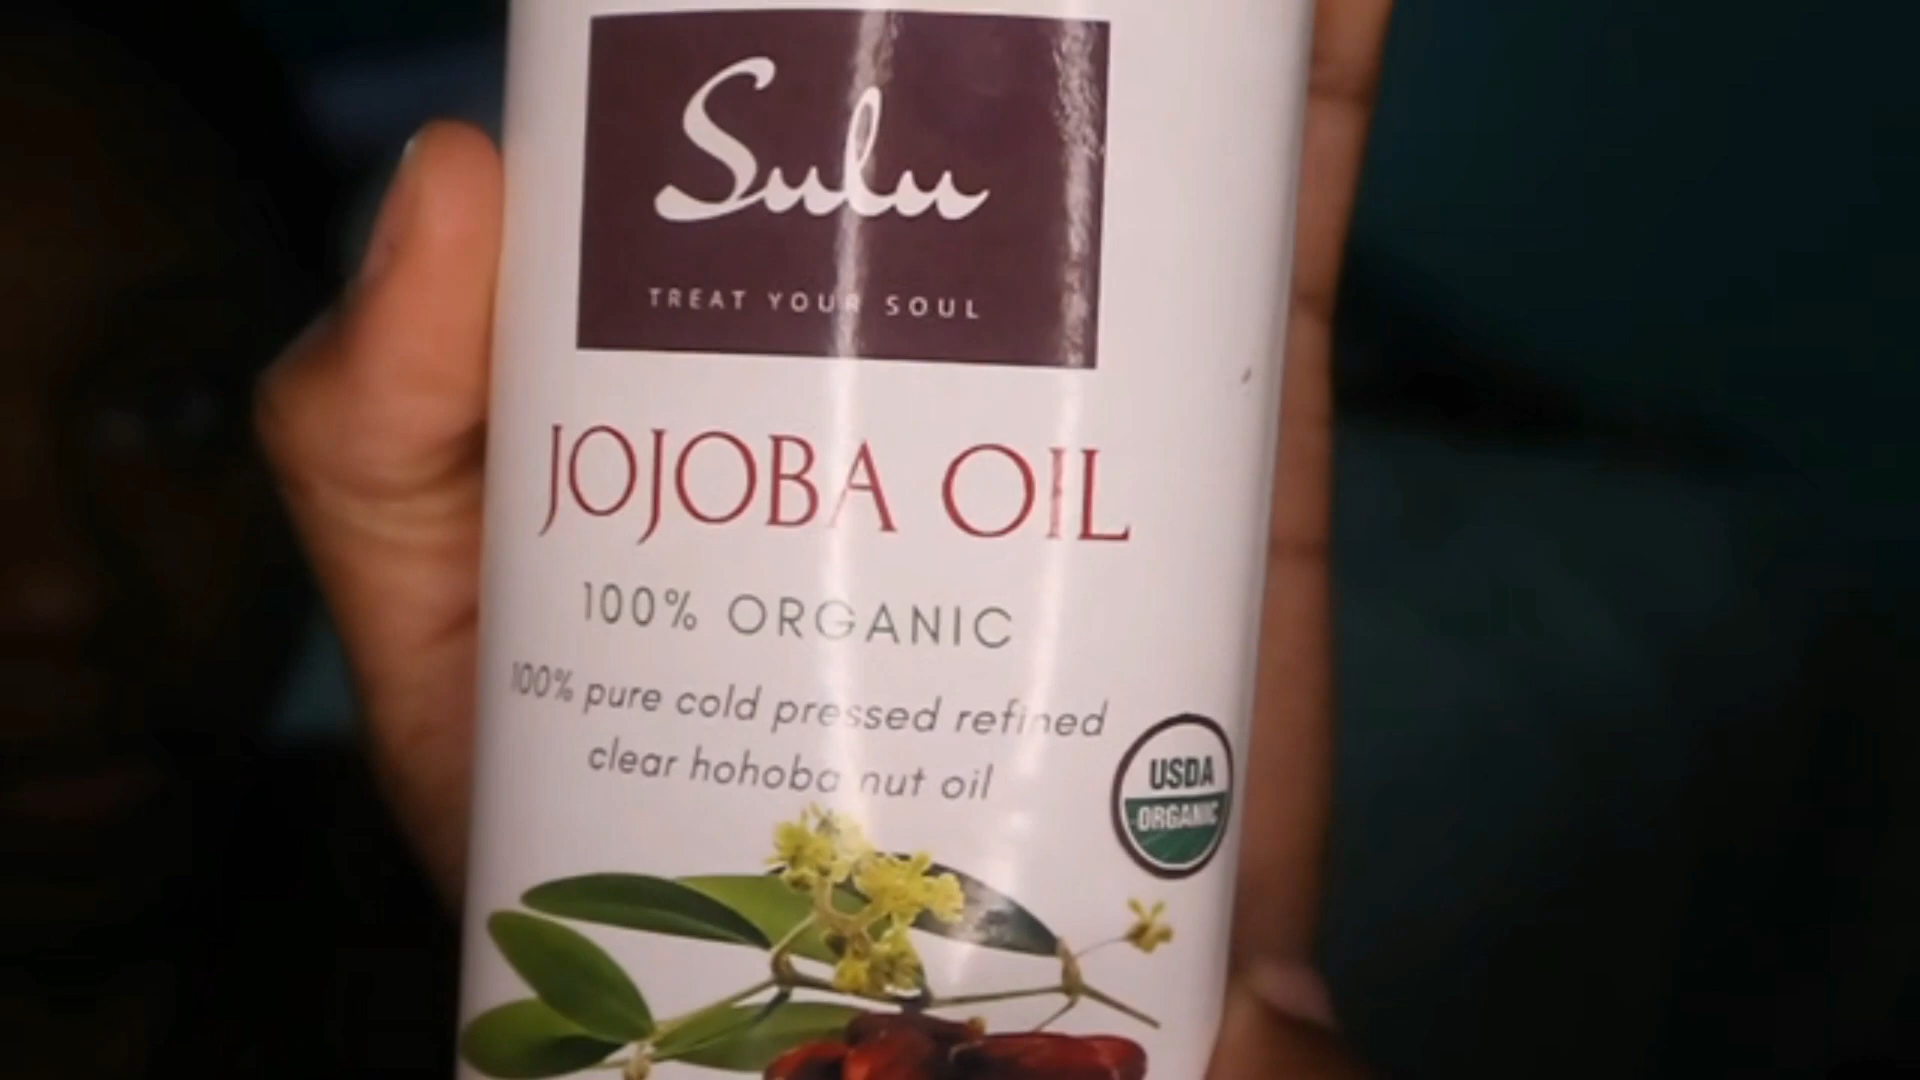 Sulu
TREAT YOUR SOUL
JOJOBA OIL
100% ORGANIC
100% pure cold pressed refined
clear hohoba nut oil
USDA
ORGANIC